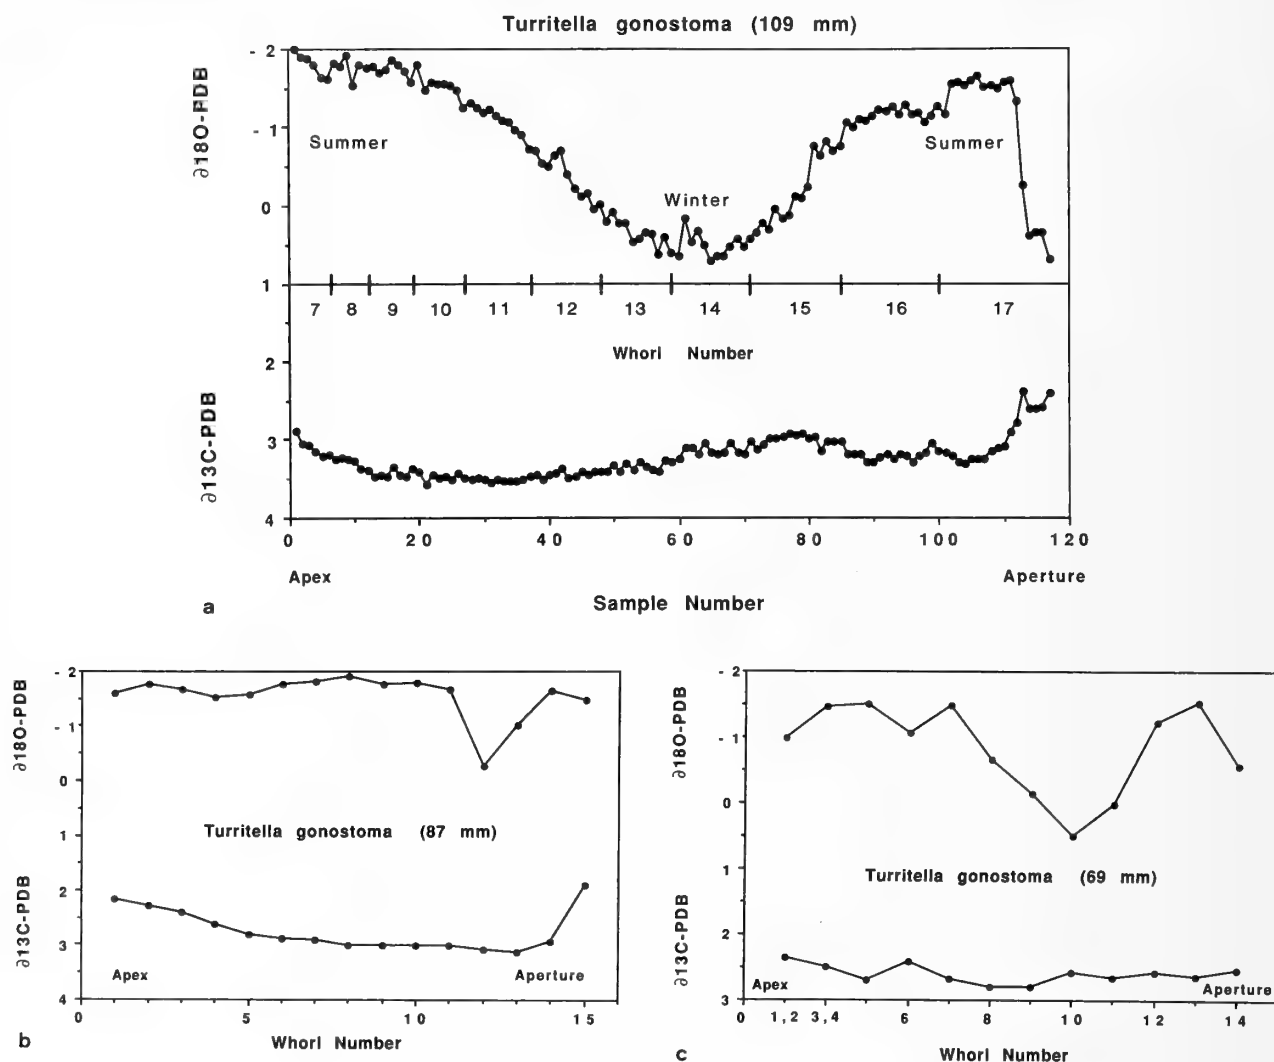 Turritella gonostoma (109 mm)
- 2
- 1
0
1
∂18O-PDB
Summer
Winter
Summer
7 8 9 10 11 12 13 14 15 16 17
Whorl Number
2
3
4
∂13C-PDB
0 20 40 60 80 100 120
Apex
Aperture
a
Sample Number
- 2
- 1
0
1
2
3
4
∂18O-PDB
∂13C-PDB
Turritella gonostoma (87 mm)
Apex
Aperture
0 5 10 15
b
Whorl Number
- 2
- 1
0
1
2
3
∂18O-PDB
∂13C-PDB
Turritella gonostoma (69 mm)
Apex
Aperture
0 1,2 3,4 6 8 10 12 14
c
Whorl Number